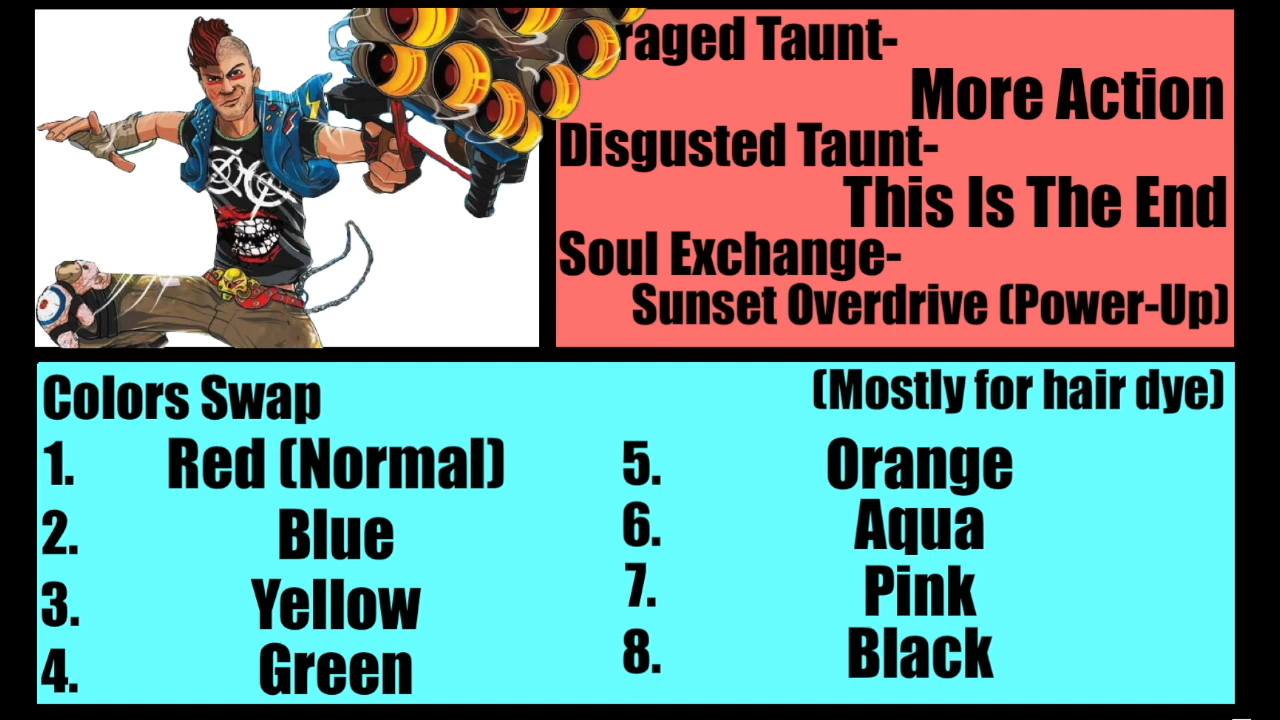 raged Taunt-
More Action
Disgusted Taunt-
This Is The End
Soul Exchange-
Sunset Overdrive (Power-Up)
Colors Swap
(Mostly for hair dye)
1. Red (Normal)
2. Blue
3. Yellow
4. Green
5. Orange
6. Aqua
7. Pink
8. Black